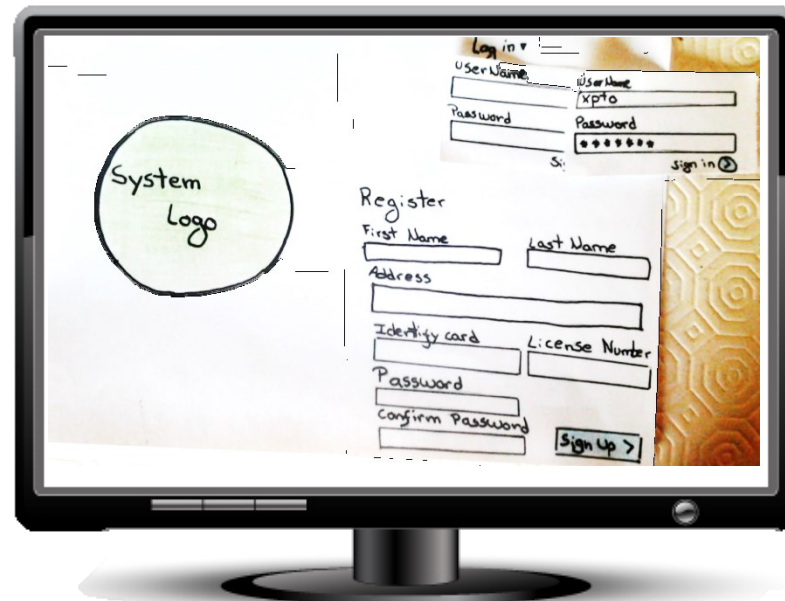 Log in ▾
UserName
Password
Si
UserName
xpto
Password
*******
sign in >
System
Logo
Register
First Name
Last Name
Address
Identify card
License Number
Password
Confirm Password
Sign Up >